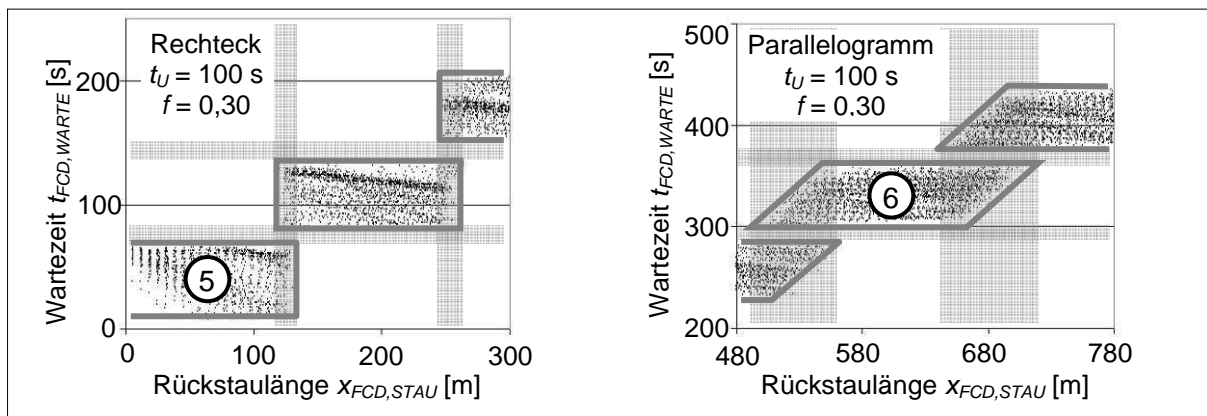 Rechteck
t_U = 100 s
f = 0,30
Wartezeit t_FCD,WARTE [s]
200
100
0
5
0
100
200
300
Rückstaulänge x_FCD,STAU [m]
Parallelogramm
t_U = 100 s
f = 0.30
Wartezeit t_FCD,WARTE [s]
500
400
300
200
6
480
580
680
780
Rückstaulänge x_FCD,STAU [m]